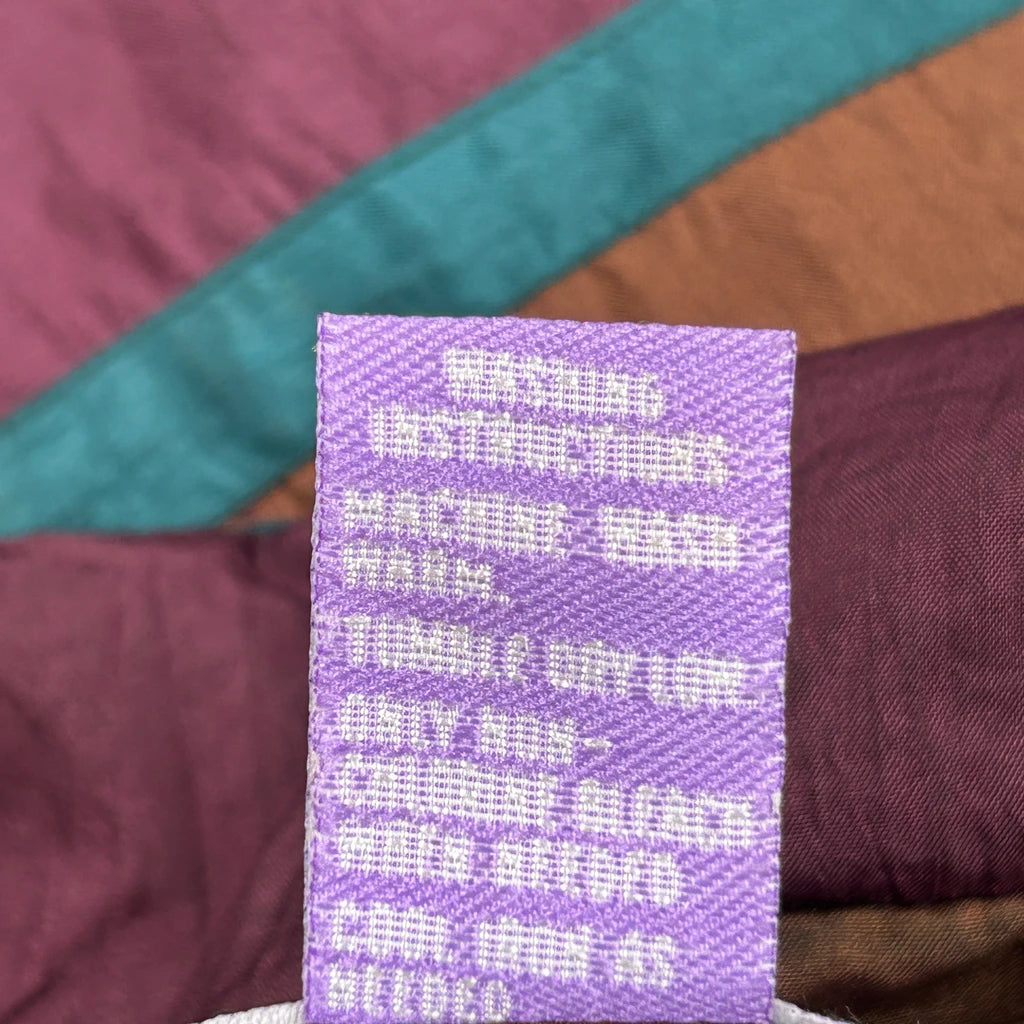 WASHING
INSTRUCTIONS
MACHINE WASH
WARM.
TUMBLE DRY LOW.
ONLY NON-
CHLORINE BLEACH
WHEN NEEDED
COOL IRON AS
NEEDED